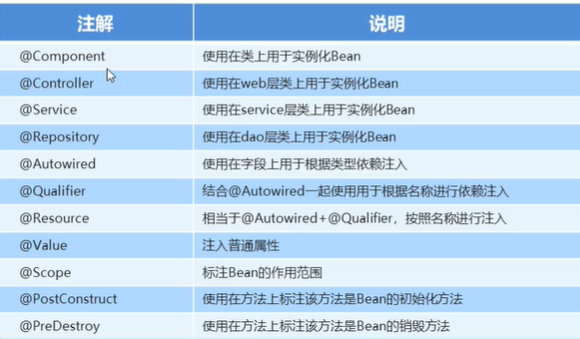 注解 说明
@Component 使用在类上用于实例化Bean
@Controller 使用在web层类上用于实例化Bean
@Service 使用在service层类上用于实例化Bean
@Repository 使用在dao层类上用于实例化Bean
@Autowired 使用在字段上用于根据类型依赖注入
@Qualifier 结合@Autowired一起使用用于根据名称进行依赖注入
@Resource 相当于@Autowired+@Qualifier，按照名称进行注入
@Value 注入普通属性
@Scope 标注Bean的作用范围
@PostConstruct 使用在方法上标注该方法是Bean的初始化方法
@PreDestroy 使用在方法上标注该方法是Bean的销毁方法